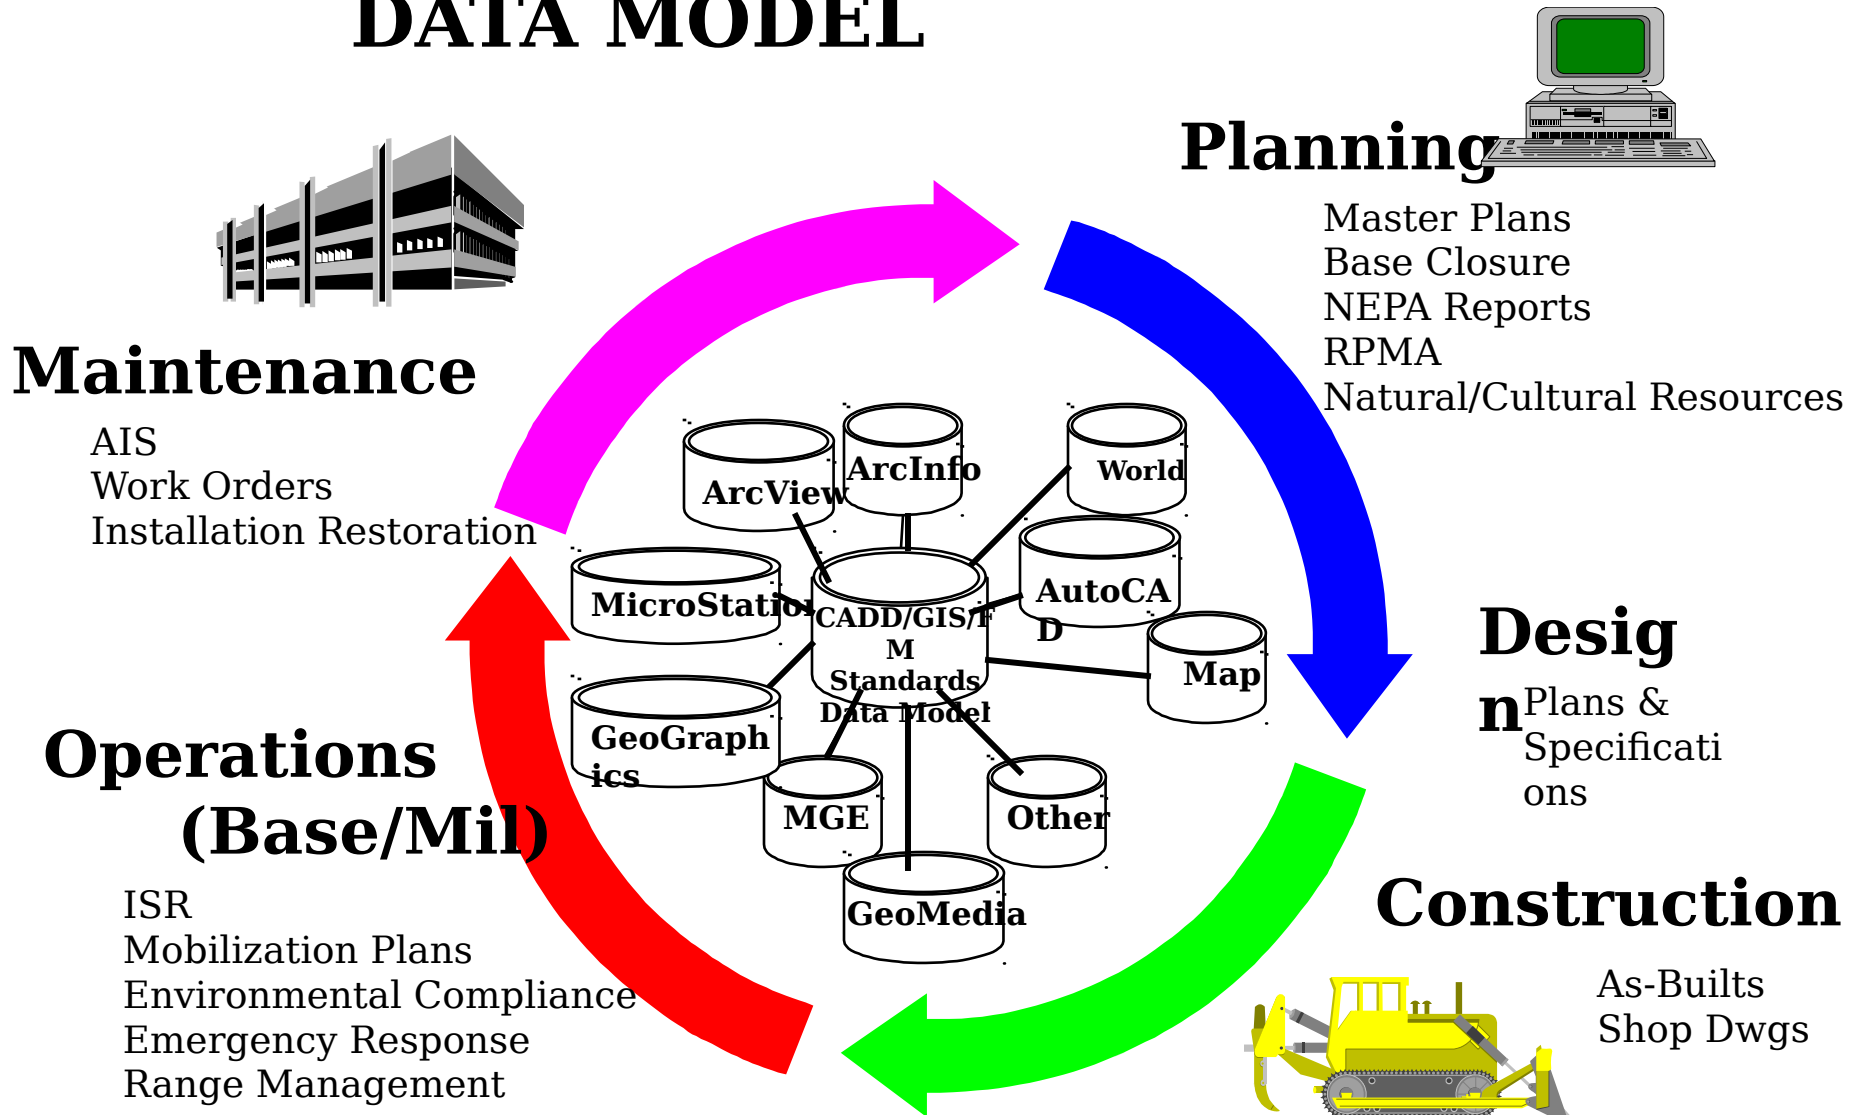 DATA MODEL
Planning
Master Plans
Base Closure
NEPA Reports
RPMA
Natural/Cultural Resources
Maintenance
AIS
Work Orders
Installation Restoration
ArcView
ArcInfo
World
MicroStation
CADD/GIS/F
M
Standards
Data Model
AutoCA
D
Map
GeoGraph
ics
MGE
Other
GeoMedia
Desig
n
Plans &
Specificati
ons
Operations
(Base/Mil)
ISR
Mobilization Plans
Environmental Compliance
Emergency Response
Range Management
Construction
As-Builts
Shop Dwgs